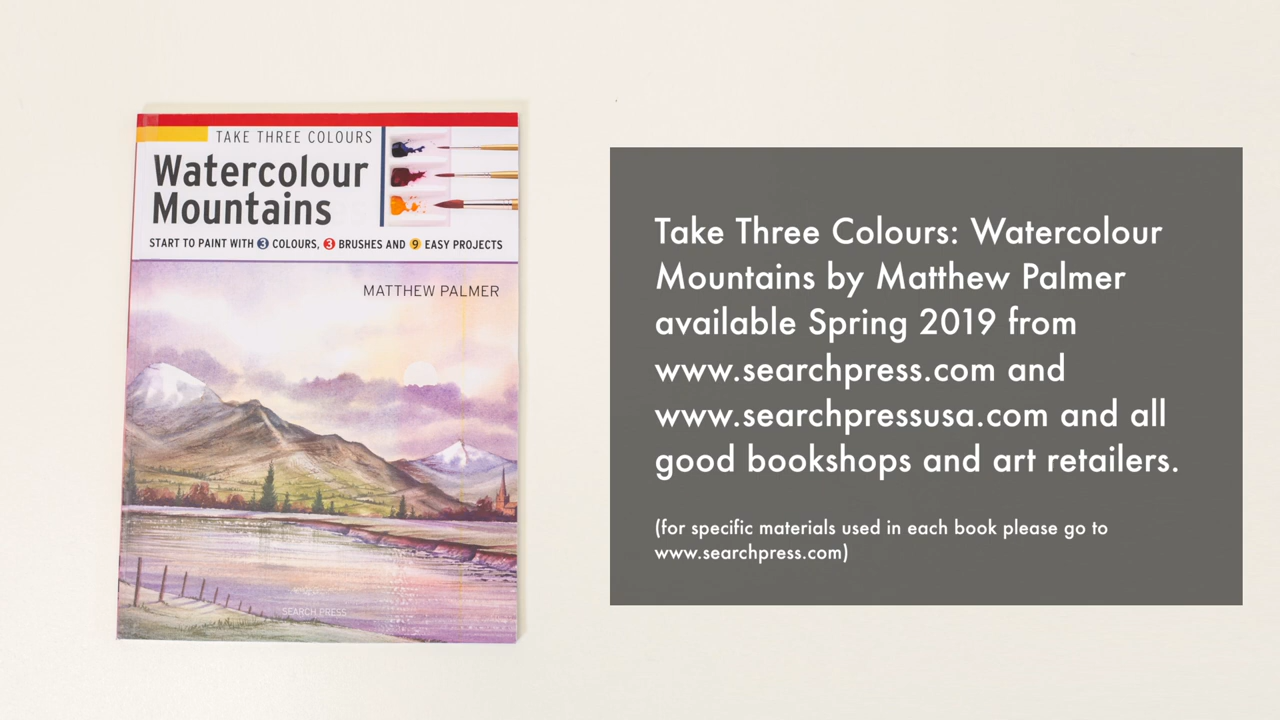 TAKE THREE COLOURS
Watercolour
Mountains
START TO PAINT WITH 3 COLOURS, 3 BRUSHES AND 9 EASY PROJECTS
MATTHEW PALMER
SEARCH PRESS
Take Three Colours: Watercolour
Mountains by Matthew Palmer
available Spring 2019 from
www.searchpress.com and
www.searchpressusa.com and all
good bookshops and art retailers.
(for specific materials used in each book please go to
www.searchpress.com)